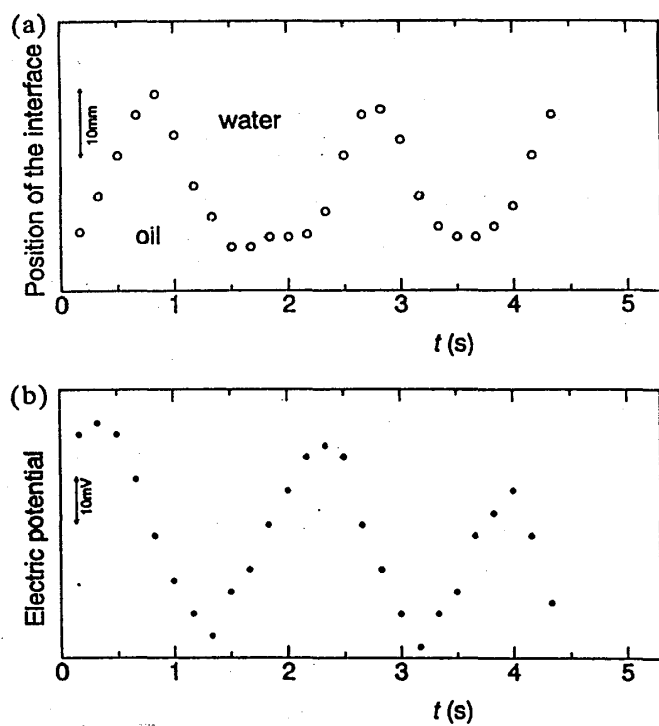 (a)
Position of the interface
10mm
water
oil
0 1 2 3 4 5
t (s)
(b)
Electric potential
10mV
0 1 2 3 4 5
t (s)